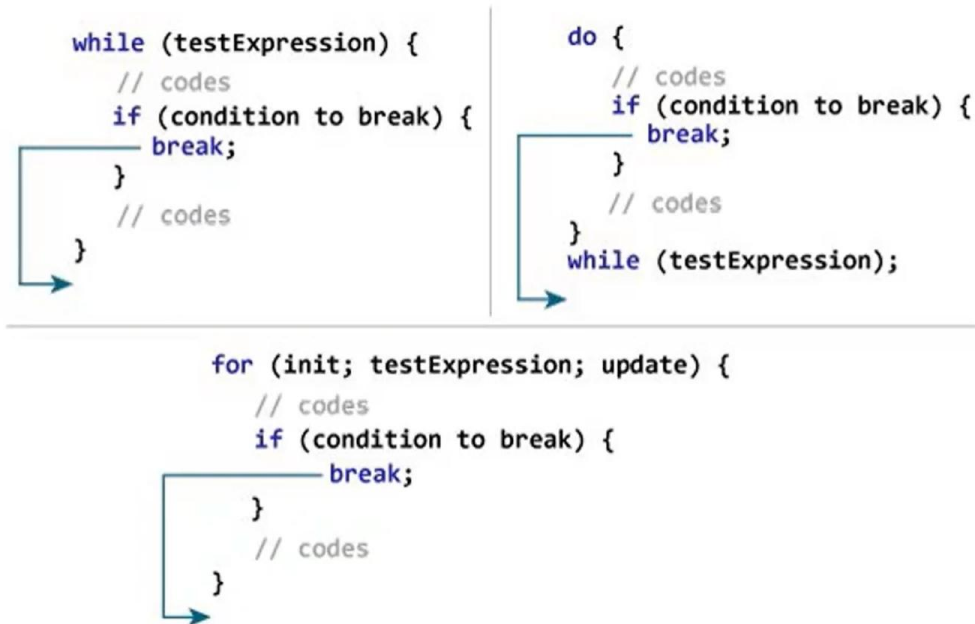 while (testExpression) {
// codes
if (condition to break) {
break;
}
// codes
}
do {
// codes
if (condition to break) {
break;
}
// codes
}
while (testExpression);
for (init; testExpression; update) {
// codes
if (condition to break) {
break;
}
// codes
}